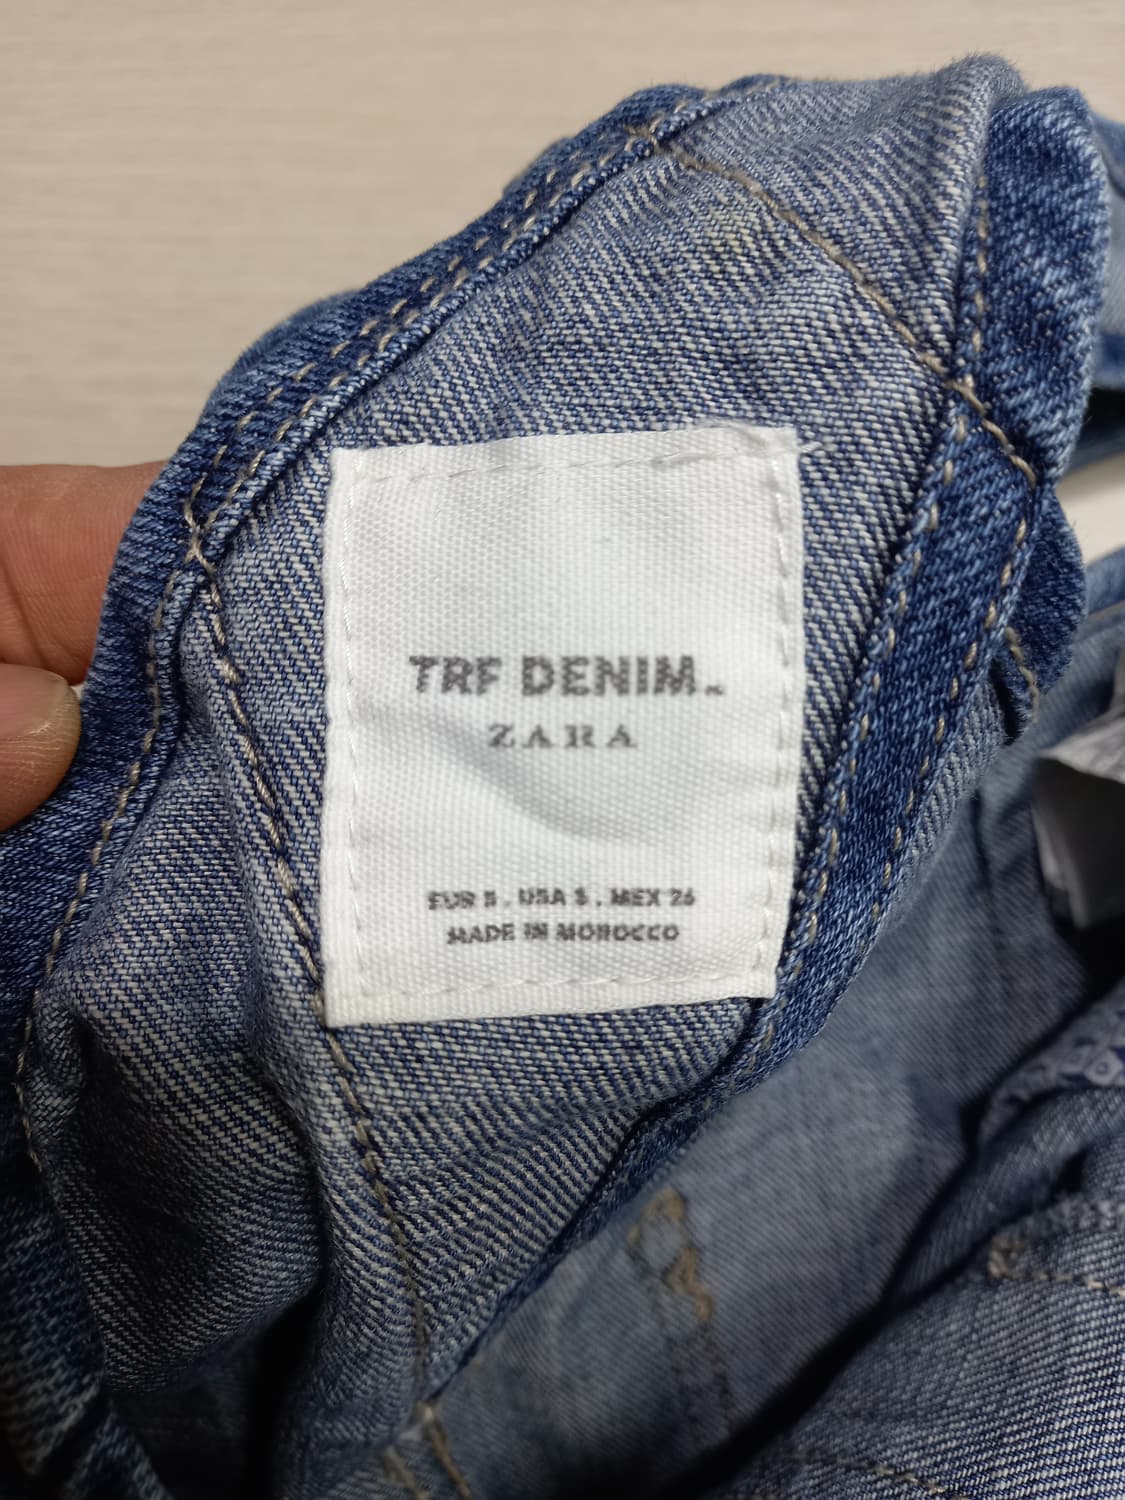 TRF DENIM.
ZARA
EUR S . USA S . MEX 26
MADE IN MOROCCO